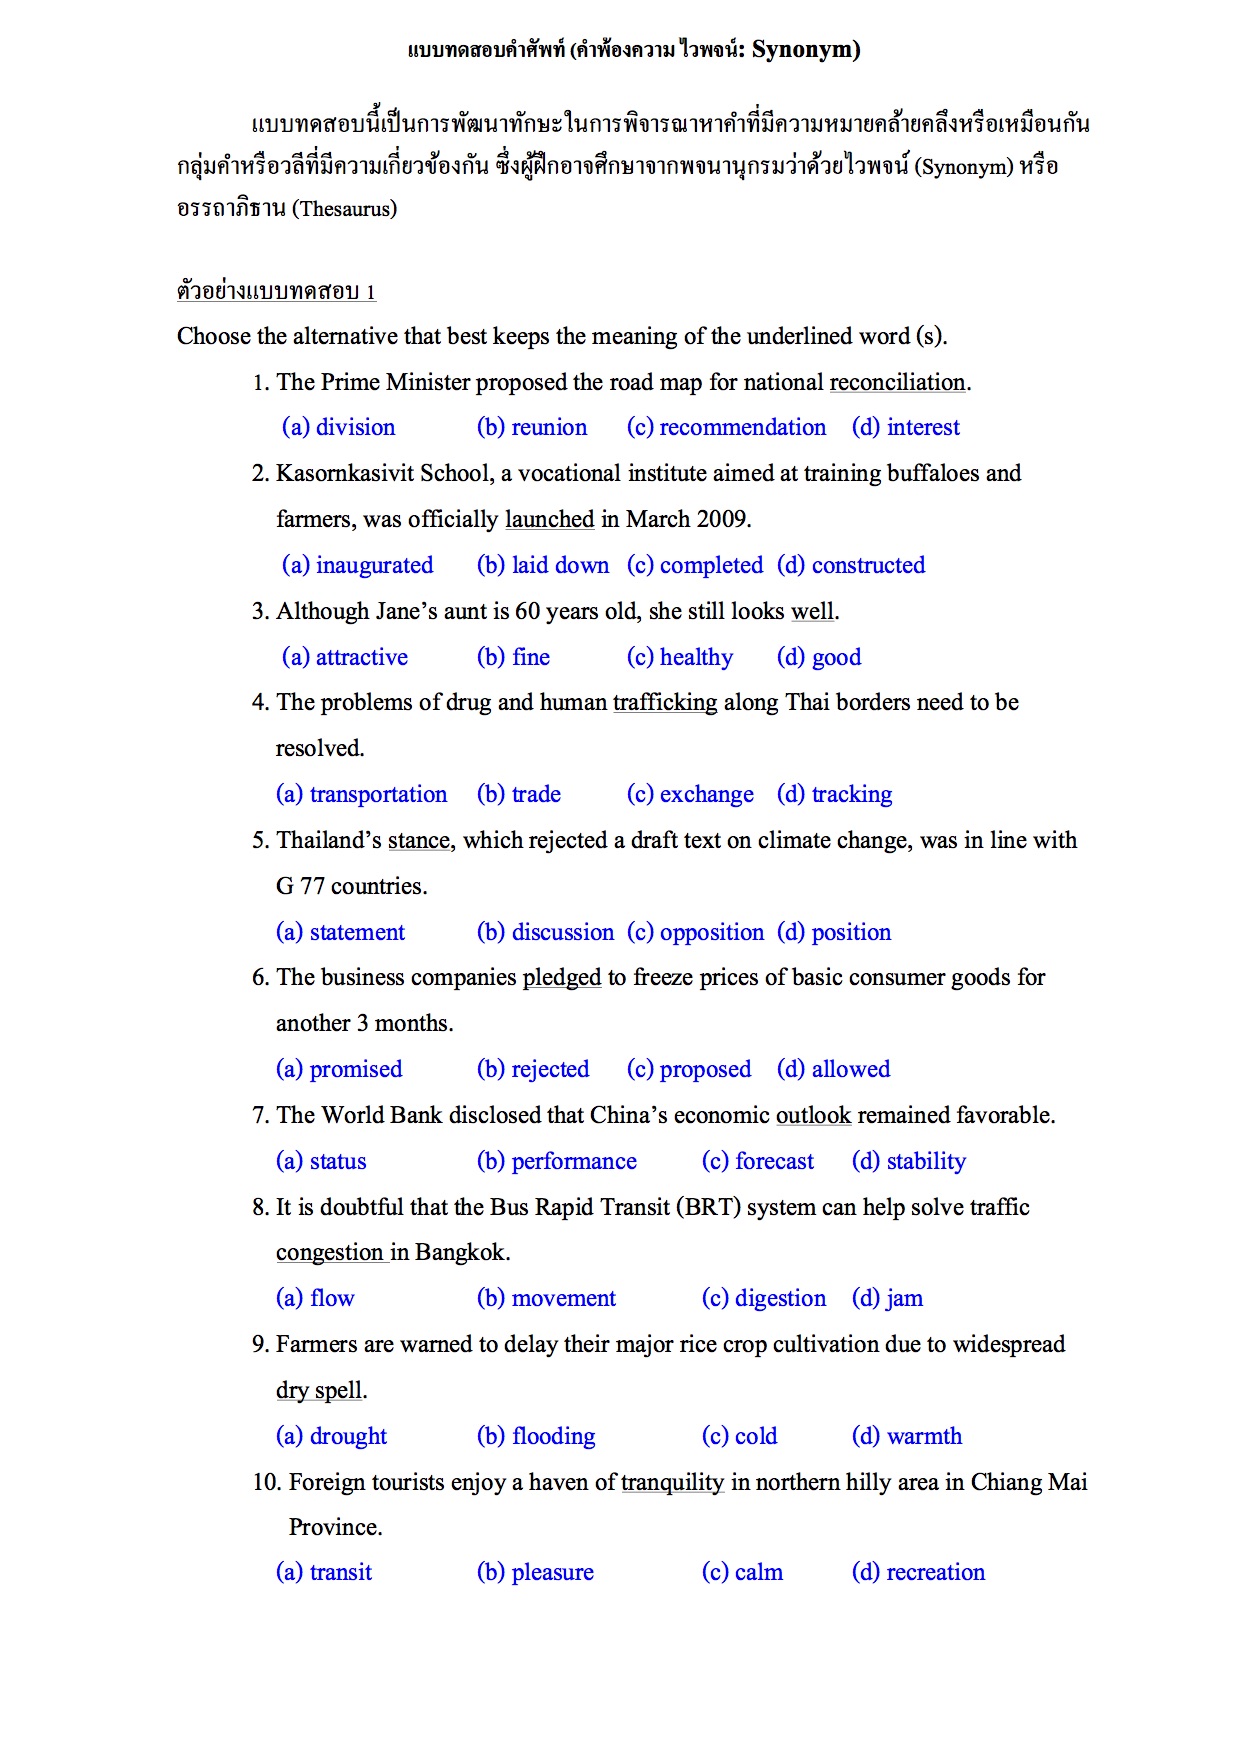 แบบทดสอบคำศัพท์ (คำพ้องความ ไวพจน์: Synonym)
แบบทดสอบนี้เป็นการพัฒนาทักษะในการพิจารณาหาคำที่มีความหมายคล้ายคลึงหรือเหมือนกัน
กลุ่มคำหรือวลีที่มีความเกี่ยวข้องกัน ซึ่งผู้ฝึกอาจศึกษาจากพจนานุกรมว่าด้วยไวพจน์ (Synonym) หรือ
อรรถาภิธาน (Thesaurus)
ตัวอย่างแบบทดสอบ 1
Choose the alternative that best keeps the meaning of the underlined word (s).
1. The Prime Minister proposed the road map for national reconciliation.
(a) division (b) reunion (c) recommendation (d) interest
2. Kasornkasivit School, a vocational institute aimed at training buffaloes and
farmers, was officially launched in March 2009.
(a) inaugurated (b) laid down (c) completed (d) constructed
3. Although Jane’s aunt is 60 years old, she still looks well.
(a) attractive (b) fine (c) healthy (d) good
4. The problems of drug and human trafficking along Thai borders need to be
resolved.
(a) transportation (b) trade (c) exchange (d) tracking
5. Thailand’s stance, which rejected a draft text on climate change, was in line with
G 77 countries.
(a) statement (b) discussion (c) opposition (d) position
6. The business companies pledged to freeze prices of basic consumer goods for
another 3 months.
(a) promised (b) rejected (c) proposed (d) allowed
7. The World Bank disclosed that China’s economic outlook remained favorable.
(a) status (b) performance (c) forecast (d) stability
8. It is doubtful that the Bus Rapid Transit (BRT) system can help solve traffic
congestion in Bangkok.
(a) flow (b) movement (c) digestion (d) jam
9. Farmers are warned to delay their major rice crop cultivation due to widespread
dry spell.
(a) drought (b) flooding (c) cold (d) warmth
10. Foreign tourists enjoy a haven of tranquility in northern hilly area in Chiang Mai
Province.
(a) transit (b) pleasure (c) calm (d) recreation